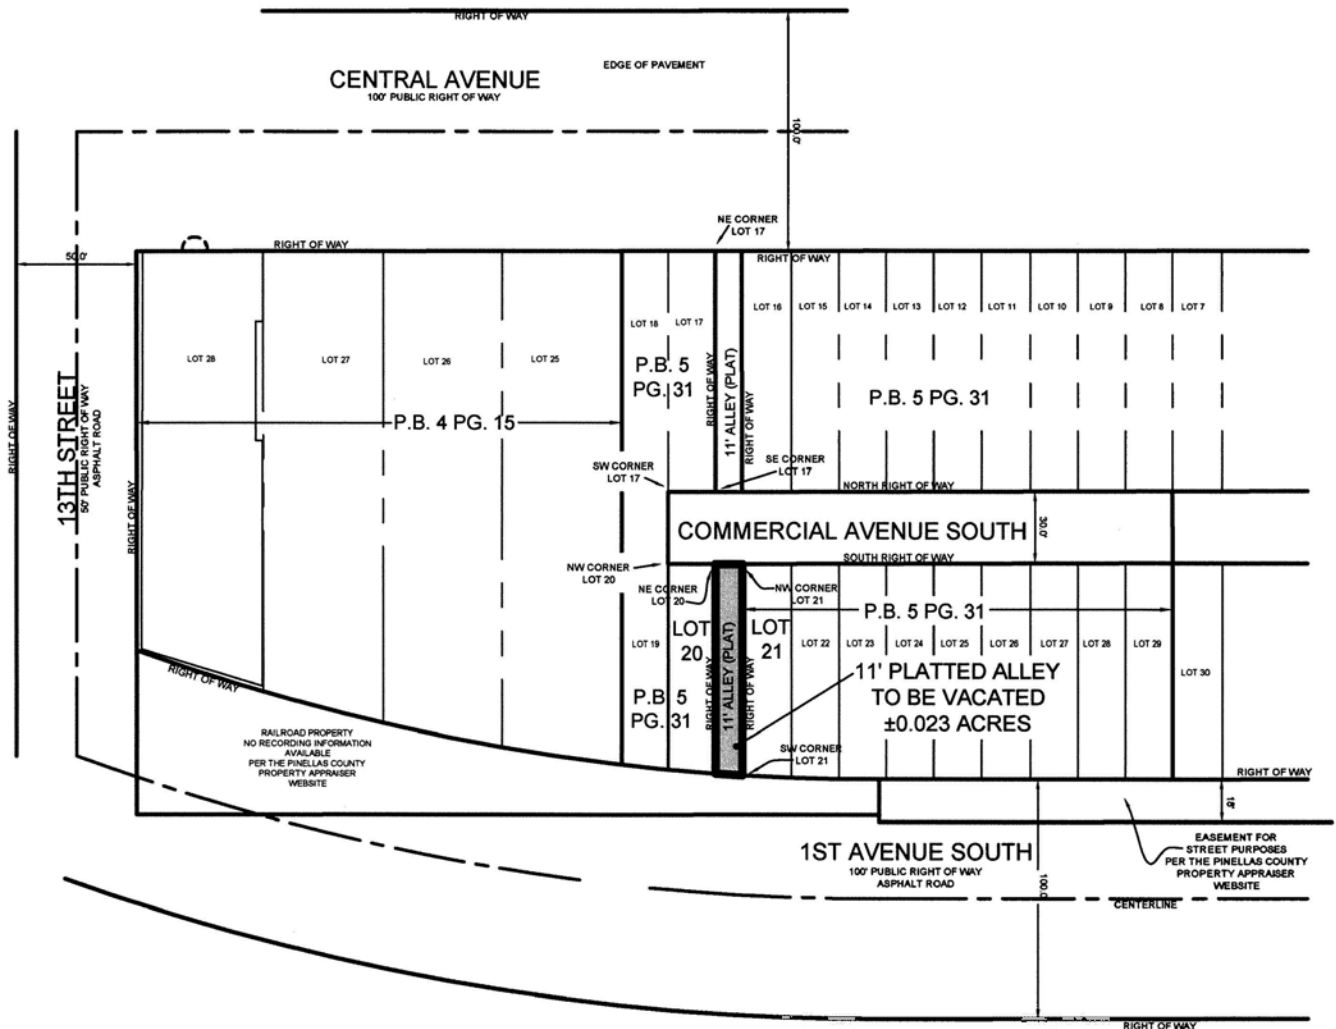 RIGHT OF WAY
CENTRAL AVENUE
100' PUBLIC RIGHT OF WAY
EDGE OF PAVEMENT
100.0'
NE CORNER
LOT 17
RIGHT OF WAY
RIGHT OF WAY
50.0'
LOT 28
LOT 27
LOT 26
LOT 25
LOT 18
LOT 17
LOT 16
LOT 15
LOT 14
LOT 13
LOT 12
LOT 11
LOT 10
LOT 9
LOT 8
LOT 7
P.B. 5
PG. 31
RIGHT OF WAY
11' ALLEY (PLAT)
RIGHT OF WAY
P.B. 5 PG. 31
P.B. 4 PG. 15
RIGHT OF WAY
13TH STREET
50' PUBLIC RIGHT OF WAY
ASPHALT ROAD
RIGHT OF WAY
SW CORNER
LOT 17
SE CORNER
LOT 17
NORTH RIGHT OF WAY
COMMERCIAL AVENUE SOUTH
30.0'
SOUTH RIGHT OF WAY
NW CORNER
LOT 20
NE CORNER
LOT 20
NW CORNER
LOT 21
P.B. 5 PG. 31
LOT 19
LOT
20
RIGHT OF WAY
11' ALLEY (PLAT)
RIGHT OF WAY
LOT
21
LOT 22
LOT 23
LOT 24
LOT 25
LOT 26
LOT 27
LOT 28
LOT 29
LOT 30
11' PLATTED ALLEY
TO BE VACATED
±0.023 ACRES
P.B. 5
PG. 31
RIGHT OF WAY
RAILROAD PROPERTY
NO RECORDING INFORMATION
AVAILABLE
PER THE PINELLAS COUNTY
PROPERTY APPRAISER
WEBSITE
SW CORNER
LOT 21
RIGHT OF WAY
18'
EASEMENT FOR
STREET PURPOSES
PER THE PINELLAS COUNTY
PROPERTY APPRAISER
WEBSITE
1ST AVENUE SOUTH
100' PUBLIC RIGHT OF WAY
ASPHALT ROAD
100.0'
CENTERLINE
RIGHT OF WAY